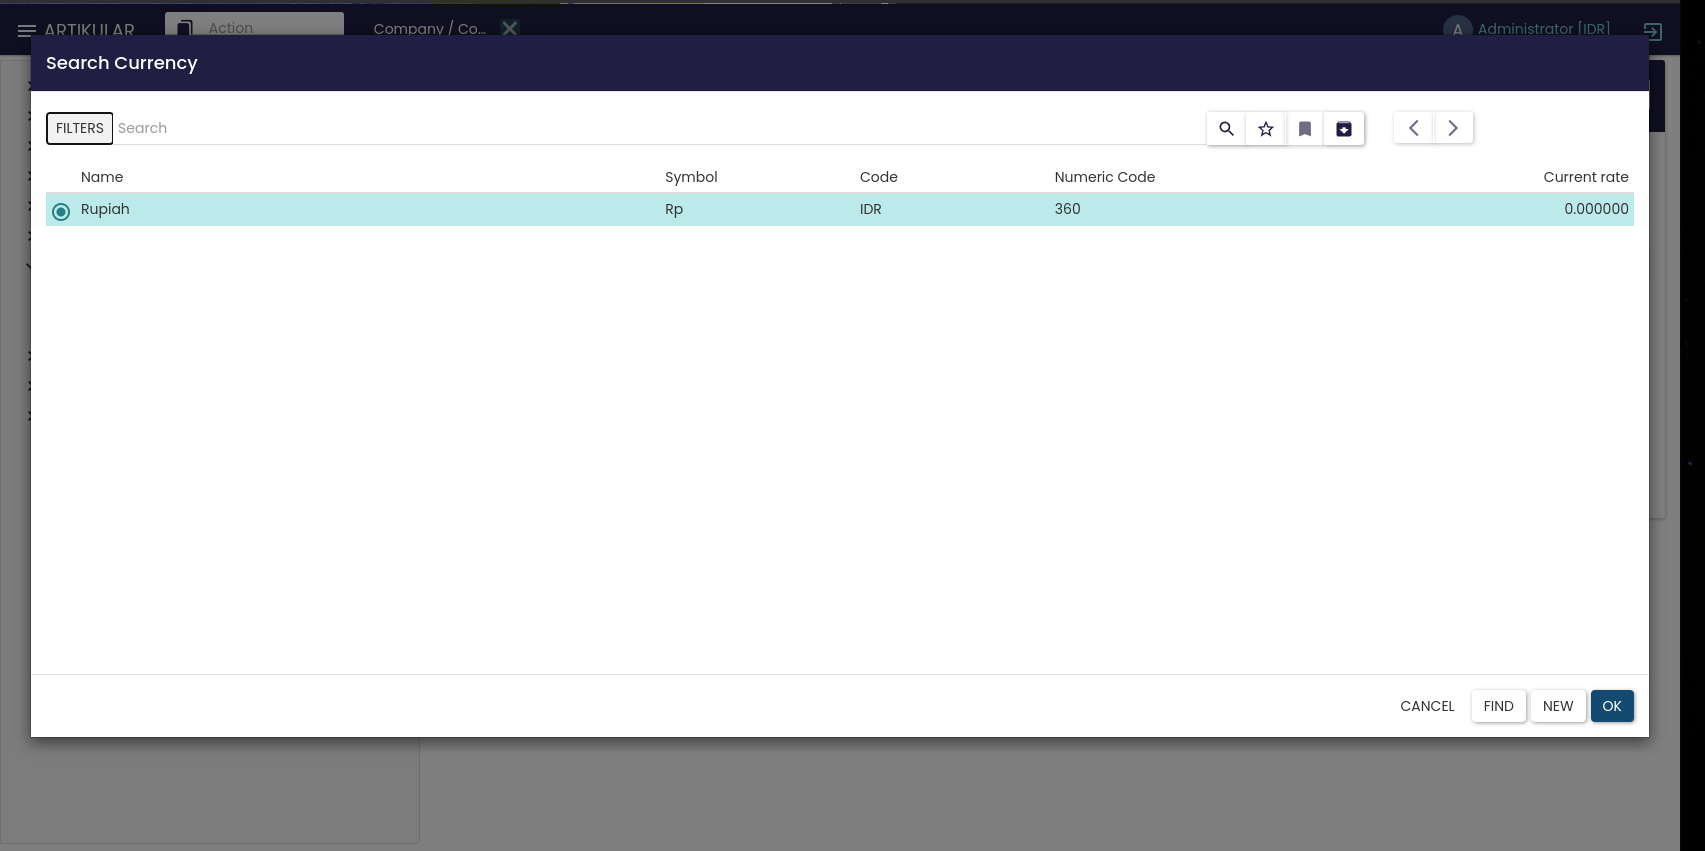 ARTIKULAR
Action
Company / Co...
A
Administrator [IDR]
Search Currency
FILTERS
Search
Name Symbol Code Numeric Code Current rate
Rupiah Rp IDR 360 0.000000
CANCEL FIND NEW OK